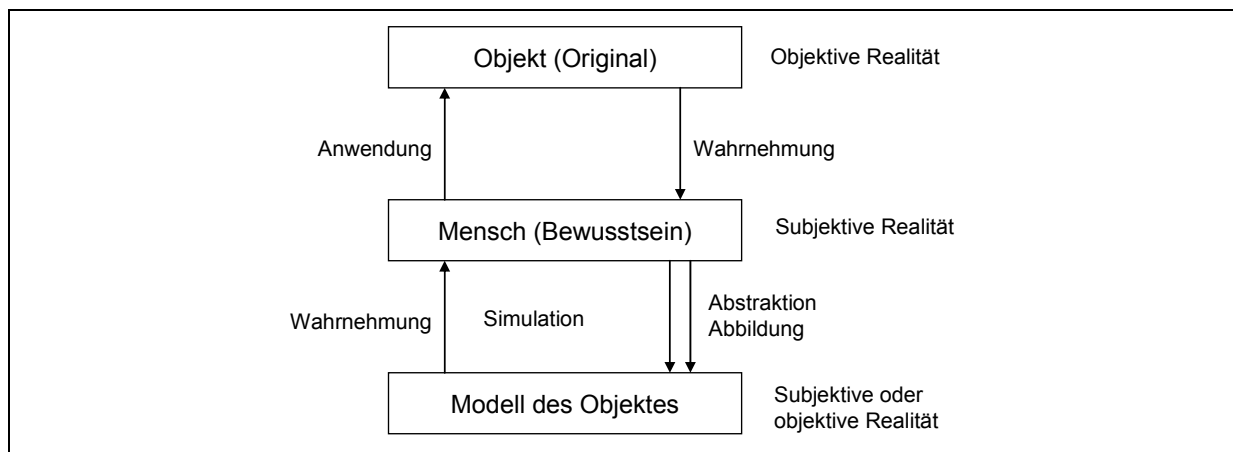 Objekt (Original)
Objektive Realität
Anwendung
Wahrnehmung
Mensch (Bewusstsein)
Subjektive Realität
Wahrnehmung
Simulation
Abstraktion
Abbildung
Modell des Objektes
Subjektive oder
objektive Realität